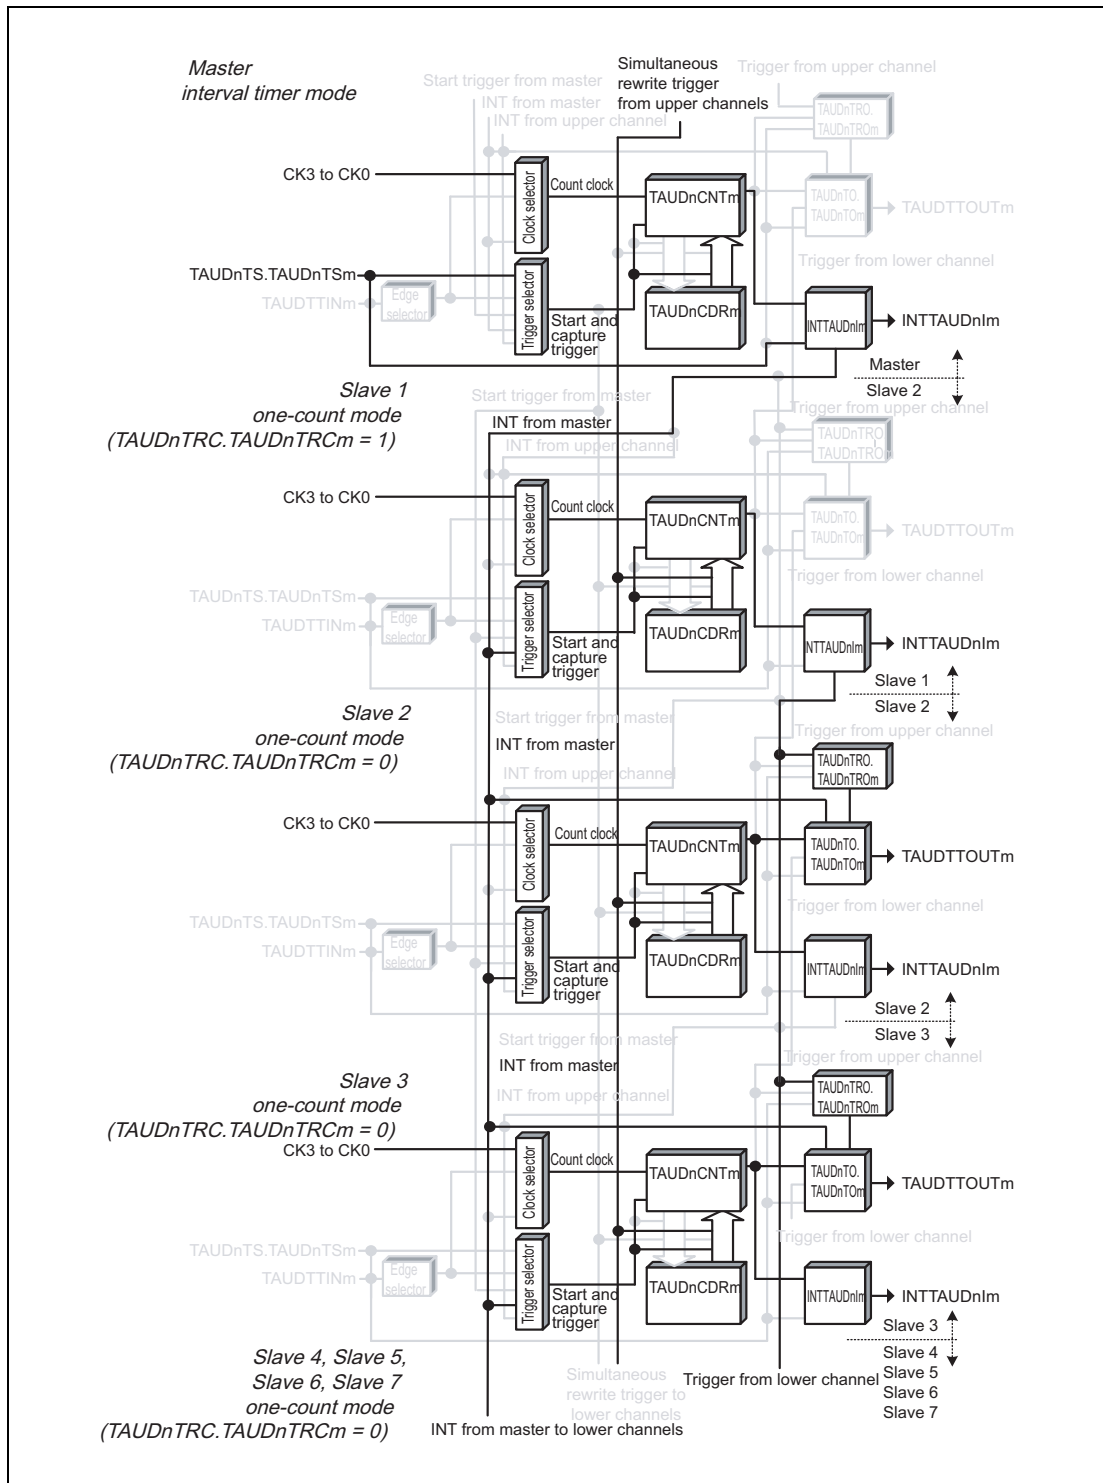 Master
interval timer mode
Start trigger from master
INT from master
INT from upper channel
Simultaneous
rewrite trigger
from upper channels
Trigger from upper channel
TAUDnTRO.
TAUDnTROm
CK3 to CK0
Clock selector
Count clock
TAUDnCNTm
TAUDnTO.
TAUDnTOm
TAUDTTOUTm
Trigger from lower channel
TAUDnTS.TAUDnTSm
TAUDTTINm
Edge
selector
Trigger selector
Start and
capture
trigger
TAUDnCDRm
INTTAUDnIm
INTTAUDnIm
Master
Slave 2
Slave 1
one-count mode
(TAUDnTRC.TAUDnTRCm = 1)
Start trigger from master
INT from master
INT from upper channel
Trigger from upper channel
TAUDnTRO.
TAUDnTROm
CK3 to CK0
Clock selector
Count clock
TAUDnCNTm
TAUDnTO.
TAUDnTOm
TAUDTTOUTm
Trigger from lower channel
TAUDnTS.TAUDnTSm
TAUDTTINm
Edge
selector
Trigger selector
Start and
capture
trigger
TAUDnCDRm
INTTAUDnIm
INTTAUDnIm
Slave 1
Slave 2
Slave 2
one-count mode
(TAUDnTRC.TAUDnTRCm = 0)
Start trigger from master
INT from master
INT from upper channel
Trigger from upper channel
TAUDnTRO.
TAUDnTROm
CK3 to CK0
Clock selector
Count clock
TAUDnCNTm
TAUDnTO.
TAUDnTOm
TAUDTTOUTm
Trigger from lower channel
TAUDnTS.TAUDnTSm
TAUDTTINm
Edge
selector
Trigger selector
Start and
capture
trigger
TAUDnCDRm
INTTAUDnIm
INTTAUDnIm
Slave 2
Slave 3
Slave 3
one-count mode
(TAUDnTRC.TAUDnTRCm = 0)
Start trigger from master
INT from master
INT from upper channel
Trigger from upper channel
TAUDnTRO.
TAUDnTROm
CK3 to CK0
Clock selector
Count clock
TAUDnCNTm
TAUDnTO.
TAUDnTOm
TAUDTTOUTm
Trigger from lower channel
TAUDnTS.TAUDnTSm
TAUDTTINm
Edge
selector
Trigger selector
Start and
capture
trigger
TAUDnCDRm
INTTAUDnIm
INTTAUDnIm
Slave 3
Slave 4
Slave 5
Slave 6
Slave 7
Slave 4, Slave 5,
Slave 6, Slave 7
one-count mode
(TAUDnTRC.TAUDnTRCm = 0)
Simultaneous
rewrite trigger to
lower channels
Trigger from lower channel
INT from master to lower channels